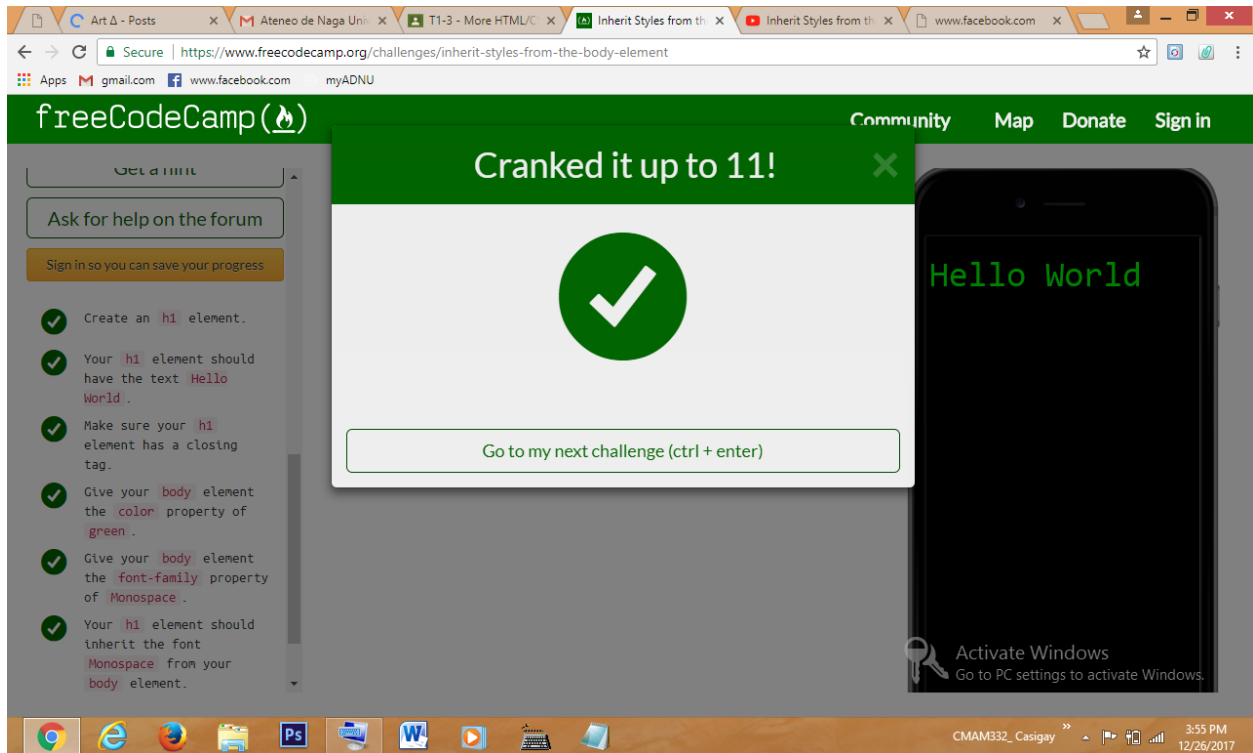 Art Δ - Posts
Ateneo de Naga Univ
T1-3 - More HTML/C
Inherit Styles from th
Inherit Styles from th
www.facebook.com
Secure | https://www.freecodecamp.org/challenges/inherit-styles-from-the-body-element
Apps gmail.com www.facebook.com myADNU
freeCodeCamp(🔥)
Community Map Donate Sign in
Get a hint
Ask for help on the forum
Sign in so you can save your progress
Create an h1 element.
Your h1 element should
have the text Hello
World .
Make sure your h1
element has a closing
tag.
Give your body element
the color property of
green .
Give your body element
the font-family property
of Monospace .
Your h1 element should
inherit the font
Monospace from your
body element.
Cranked it up to 11!
Go to my next challenge (ctrl + enter)
Hello World
Activate Windows
Go to PC settings to activate Windows.
Ps
W
CMAM332_ Casigay
3:55 PM
12/26/2017